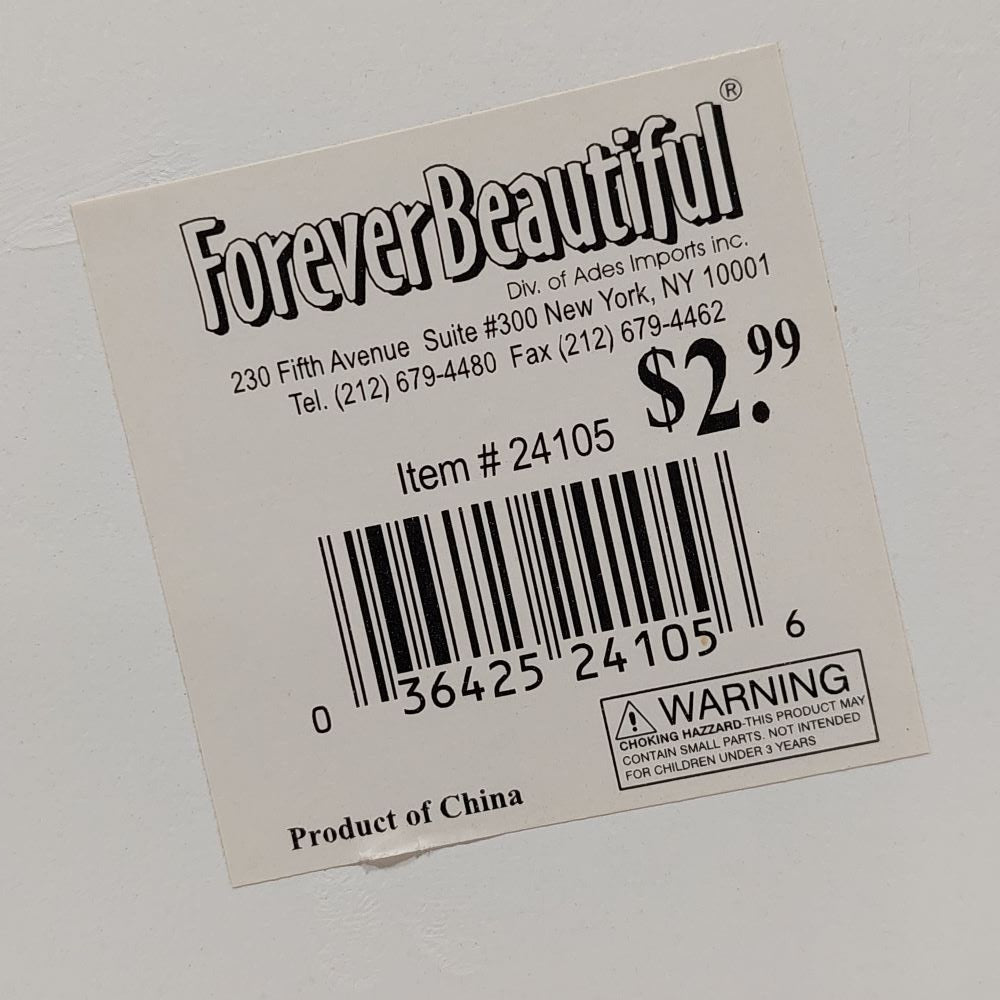 ForeverBeautiful®
Div. of Ades Imports inc.
230 Fifth Avenue Suite #300 New York, NY 10001
Tel. (212) 679-4480 Fax (212) 679-4462
$2.99
Item # 24105
0 36425 24105 6
WARNING
CHOKING HAZZARD-THIS PRODUCT MAY
CONTAIN SMALL PARTS. NOT INTENDED
FOR CHILDREN UNDER 3 YEARS
Product of China